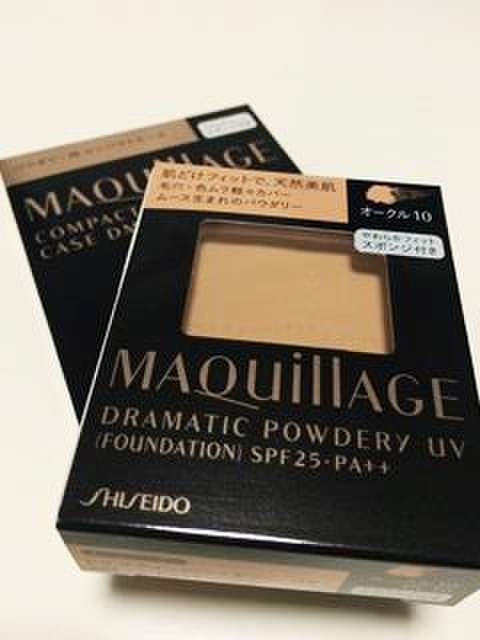 MAQUillAGE
COMPACT
CASE
肌どけフィットで、天然美肌
毛穴・色ムラ軽々カバー
ムース生まれのパウダリー
オークル10
やわらかフィット
スポンジ付き
MAQUillAGE
DRAMATIC POWDERY UV
(FOUNDATION) SPF25・PA++
SHISEIDO